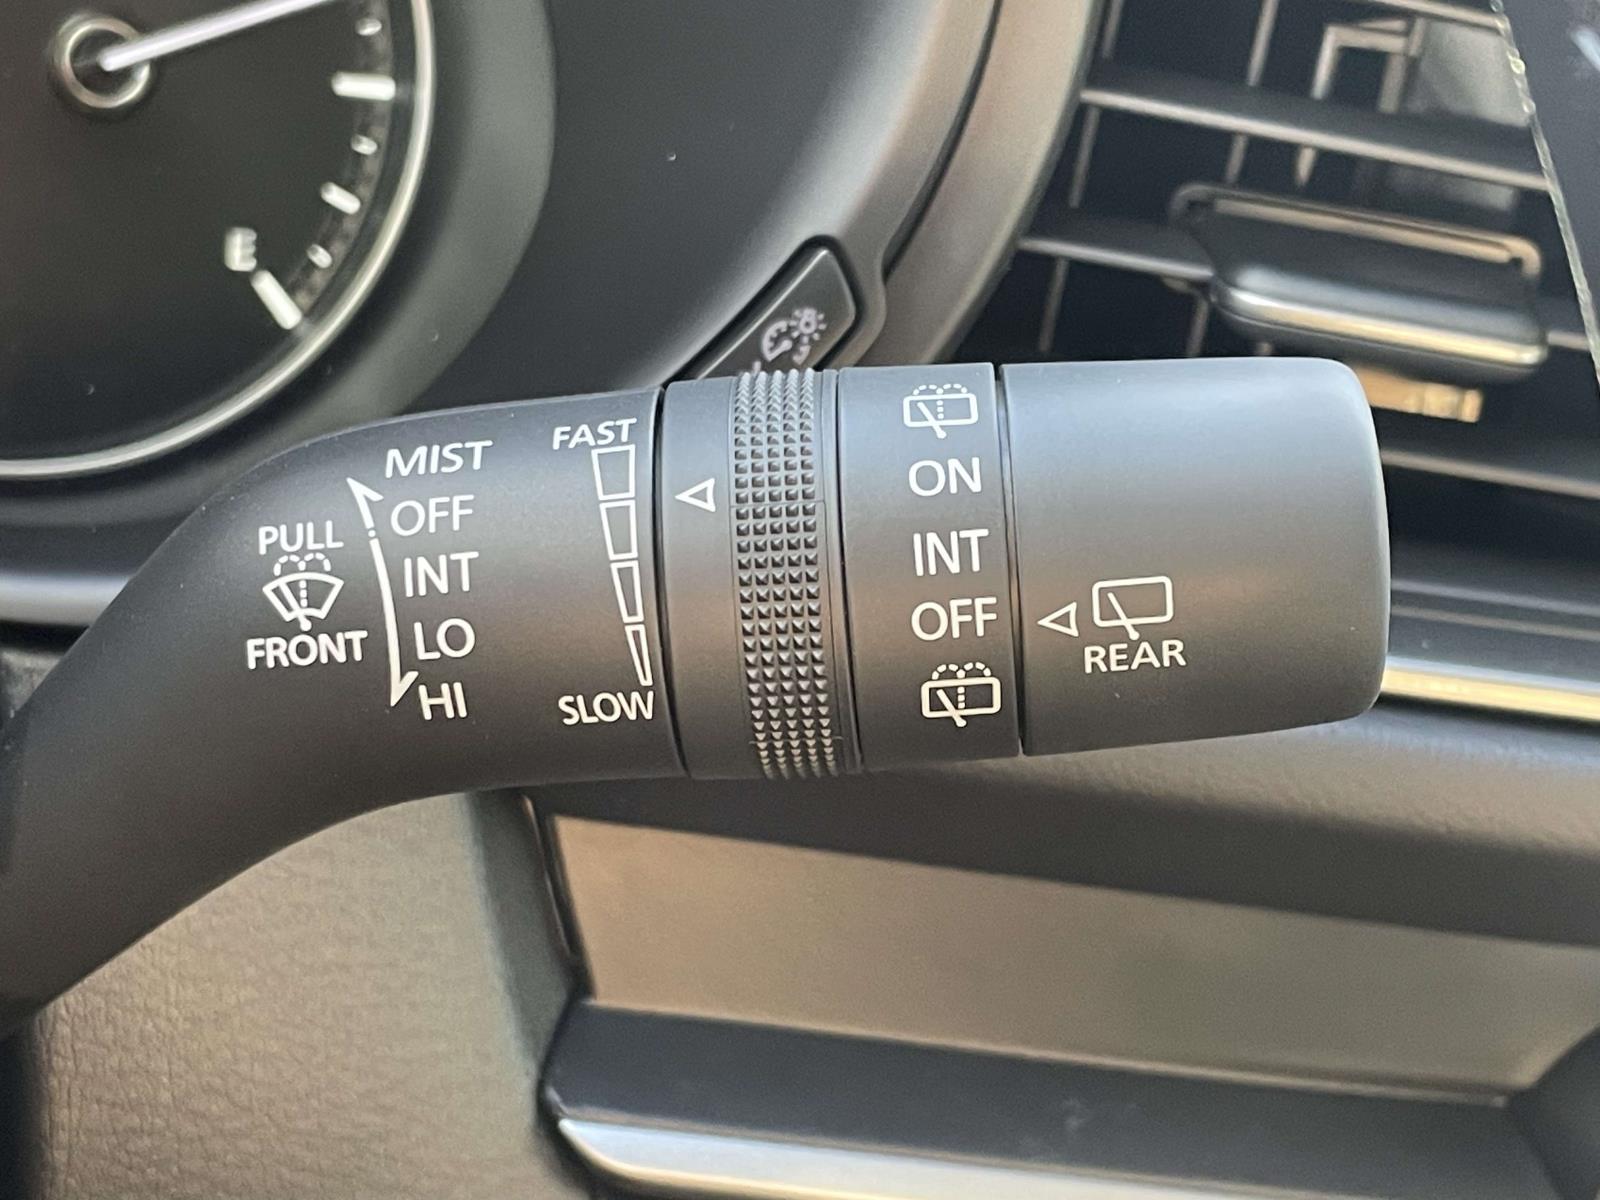 E
MIST
OFF
INT
LO
HI
PULL
FRONT
FAST
SLOW
ON
INT
OFF
REAR